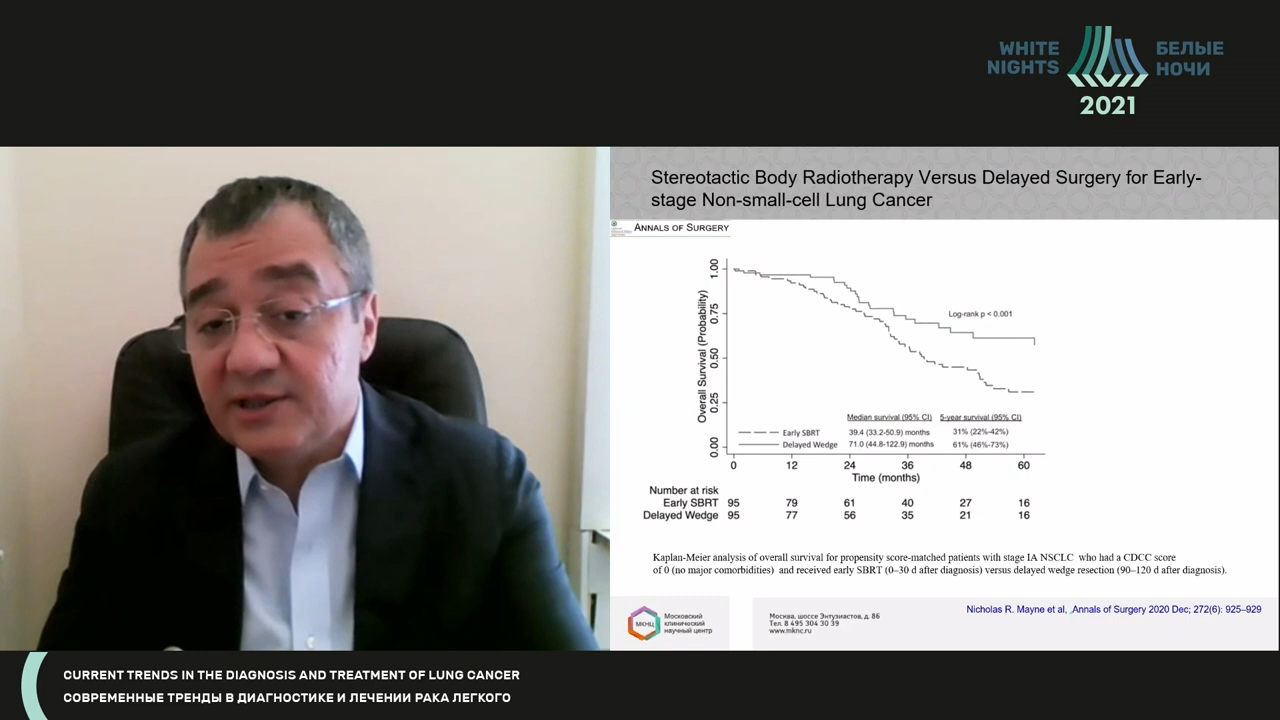 WHITE
NIGHTS
БЕЛЫЕ
НОЧИ
2021
Stereotactic Body Radiotherapy Versus Delayed Surgery for Early-
stage Non-small-cell Lung Cancer
ANNALS OF SURGERY
Overall Survival (Probability)
1.00
0.75
0.50
0.25
0.00
Log-rank p < 0.001
Median survival (95% CI) 5-year survival (95% CI)
Early SBRT 39.4 (33.2-50.9) months 31% (22%-42%)
Delayed Wedge 71.0 (44.8-122.9) months 61% (46%-73%)
0 12 24 36 48 60
Time (months)
Number at risk
Early SBRT 95 79 61 40 27 16
Delayed Wedge 95 77 56 35 21 16
Kaplan-Meier analysis of overall survival for propensity score-matched patients with stage IA NSCLC who had a CDCC score
of 0 (no major comorbidities) and received early SBRT (0–30 d after diagnosis) versus delayed wedge resection (90–120 d after diagnosis).
Nicholas R. Mayne et al, ,Annals of Surgery 2020 Dec; 272(6): 925–929
МКНЦ
Московский
клинический
научный центр
Москва, шоссе Энтузиастов, д. 86
Тел. 8 495 304 30 39
www.mknc.ru
CURRENT TRENDS IN THE DIAGNOSIS AND TREATMENT OF LUNG CANCER
СОВРЕМЕННЫЕ ТРЕНДЫ В ДИАГНОСТИКЕ И ЛЕЧЕНИИ РАКА ЛЕГКОГО